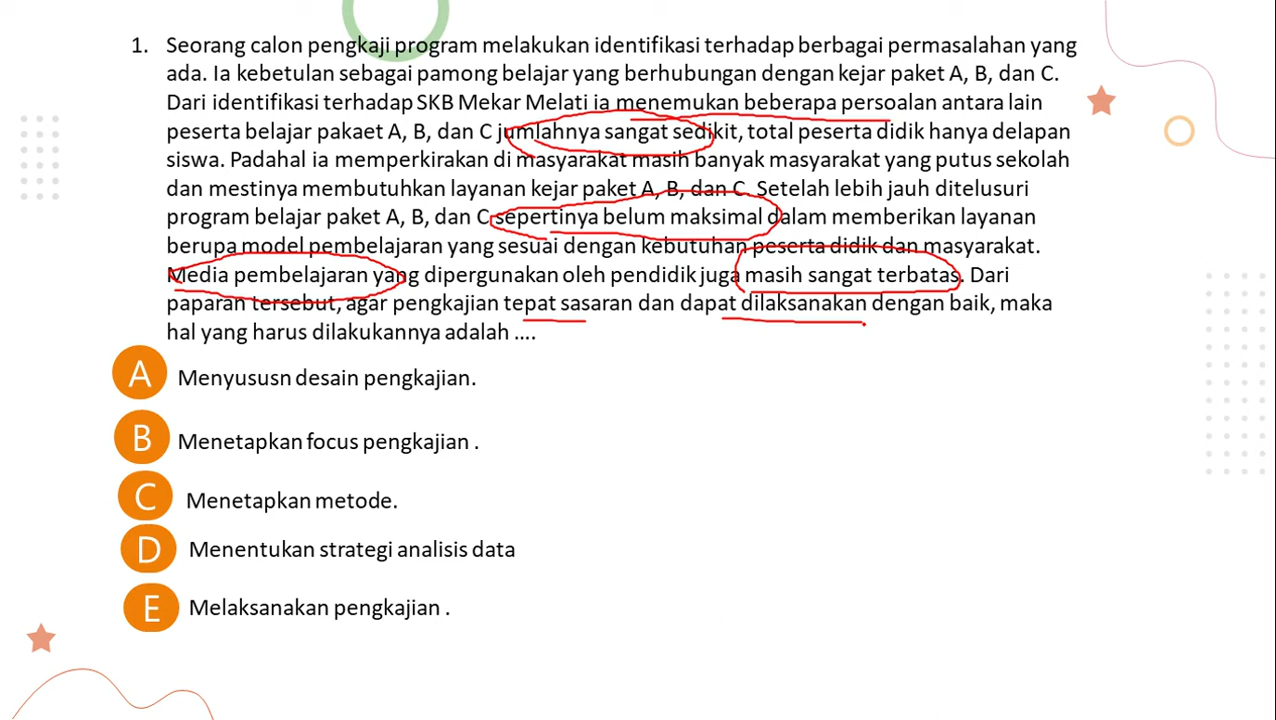 1. Seorang calon pengkaji program melakukan identifikasi terhadap berbagai permasalahan yang
ada. Ia kebetulan sebagai pamong belajar yang berhubungan dengan kejar paket A, B, dan C.
Dari identifikasi terhadap SKB Mekar Melati ia menemukan beberapa persoalan antara lain
peserta belajar pakaet A, B, dan C jumlahnya sangat sedikit, total peserta didik hanya delapan
siswa. Padahal ia memperkirakan di masyarakat masih banyak masyarakat yang putus sekolah
dan mestinya membutuhkan layanan kejar paket A, B, dan C. Setelah lebih jauh ditelusuri
program belajar paket A, B, dan C sepertinya belum maksimal dalam memberikan layanan
berupa model pembelajaran yang sesuai dengan kebutuhan peserta didik dan masyarakat.
Media pembelajaran yang dipergunakan oleh pendidik juga masih sangat terbatas. Dari
paparan tersebut, agar pengkajian tepat sasaran dan dapat dilaksanakan dengan baik, maka
hal yang harus dilakukannya adalah ....
A Menyususn desain pengkajian.
B Menetapkan focus pengkajian .
C Menetapkan metode.
D Menentukan strategi analisis data
E Melaksanakan pengkajian .